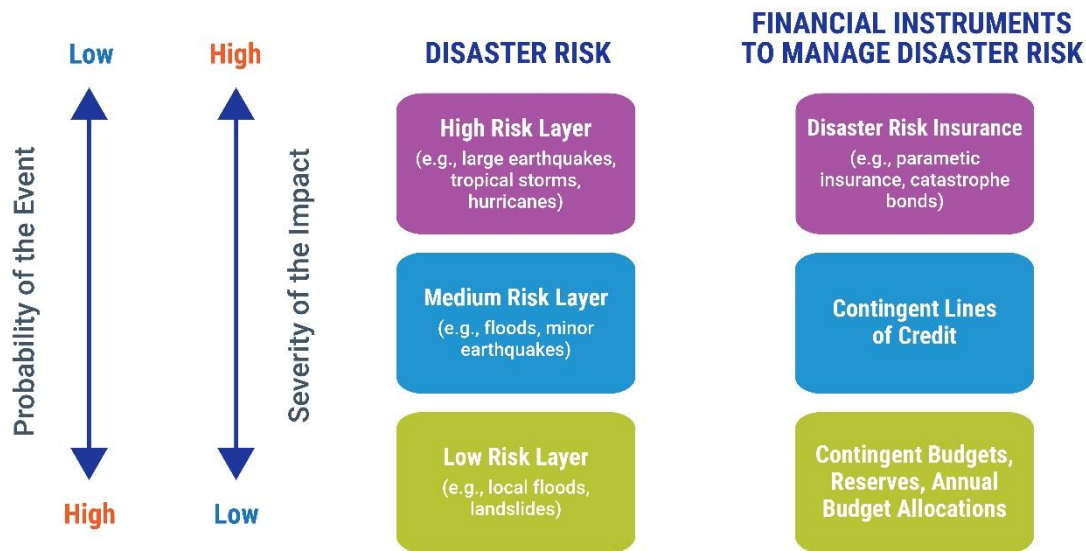 Low
High
DISASTER RISK
FINANCIAL INSTRUMENTS
TO MANAGE DISASTER RISK
Probability of the Event
Severity of the Impact
High Risk Layer
(e.g., large earthquakes,
tropical storms,
hurricanes)
Disaster Risk Insurance
(e.g., parametic
insurance, catastrophe
bonds)
Medium Risk Layer
(e.g., floods, minor
earthquakes)
Contingent Lines
of Credit
Low Risk Layer
(e.g., local floods,
landslides)
Contingent Budgets,
Reserves, Annual
Budget Allocations
High
Low